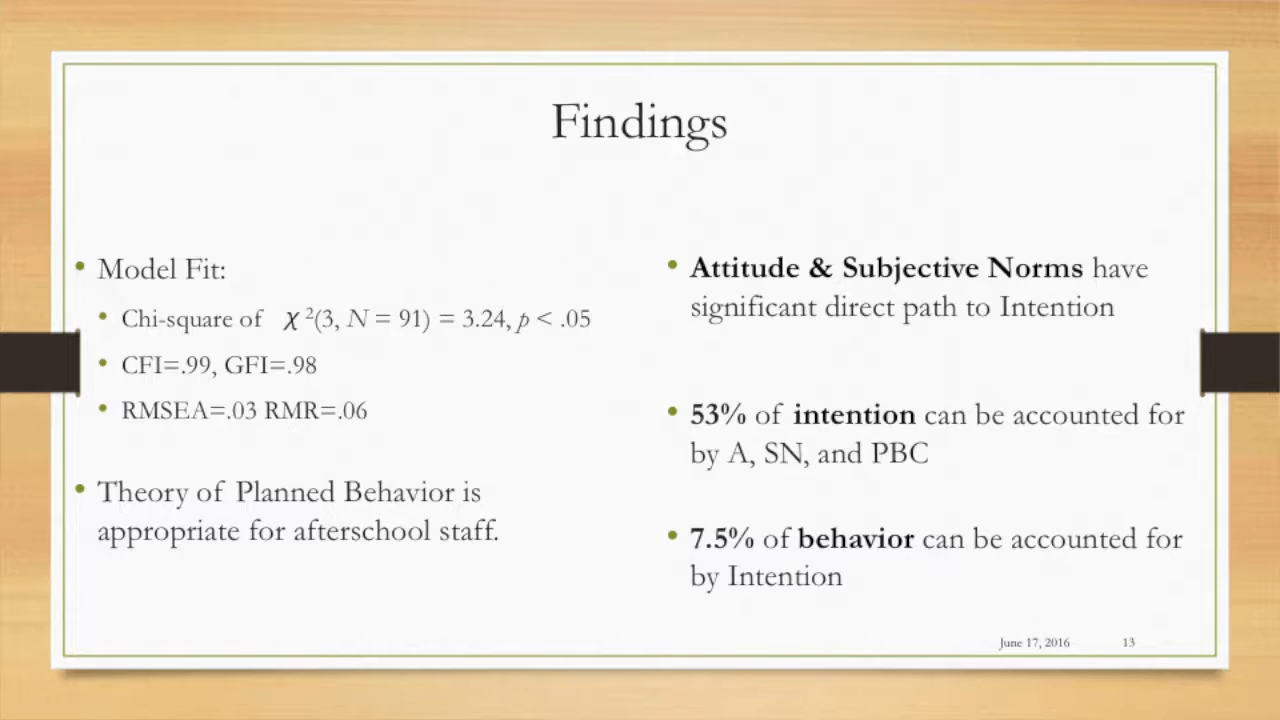 Findings
• Model Fit:
• Chi-square of χ ²(3, N = 91) = 3.24, p < .05
• CFI=.99, GFI=.98
• RMSEA=.03 RMR=.06
• Theory of Planned Behavior is
appropriate for afterschool staff.
• Attitude & Subjective Norms have
significant direct path to Intention
• 53% of intention can be accounted for
by A, SN, and PBC
• 7.5% of behavior can be accounted for
by Intention
June 17, 2016 13